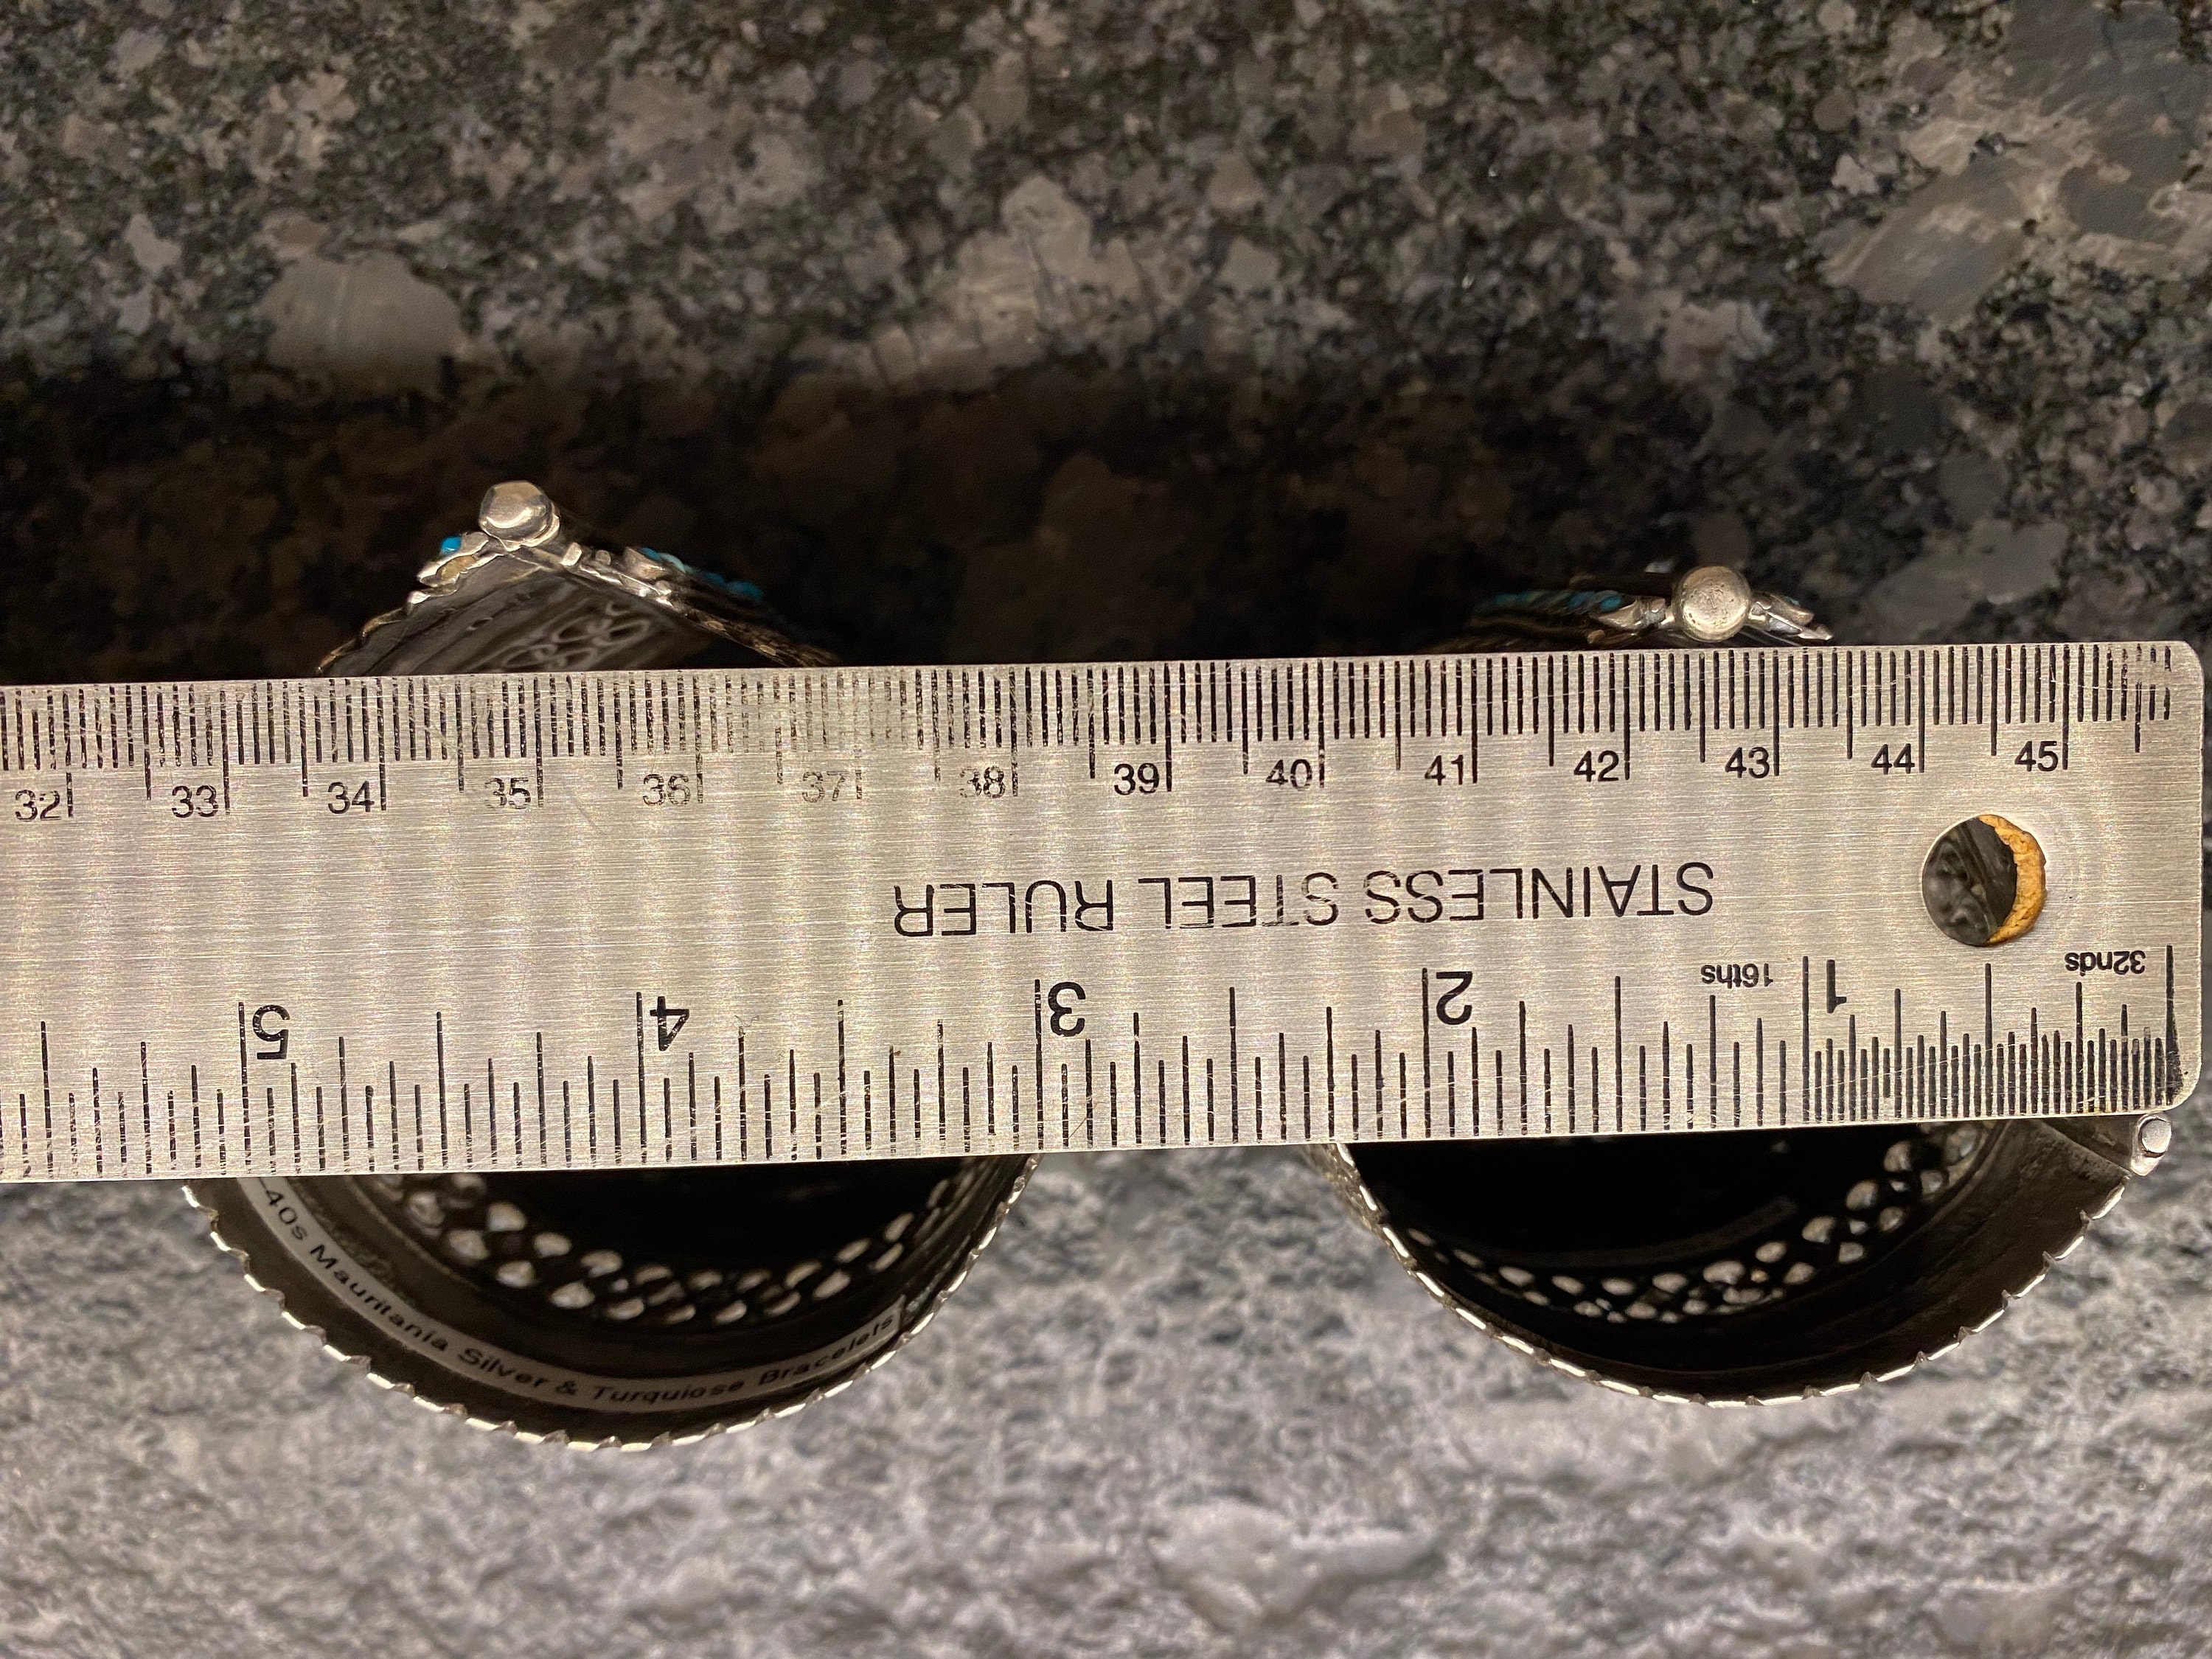 32 33 34 35 36 37 38 39 40 41 42 43 44 45
STAINLESS STEEL RULER
32nds
16ths
1 2 3 4 5
-40s Mauritania Silver & Turquiose Bracelets